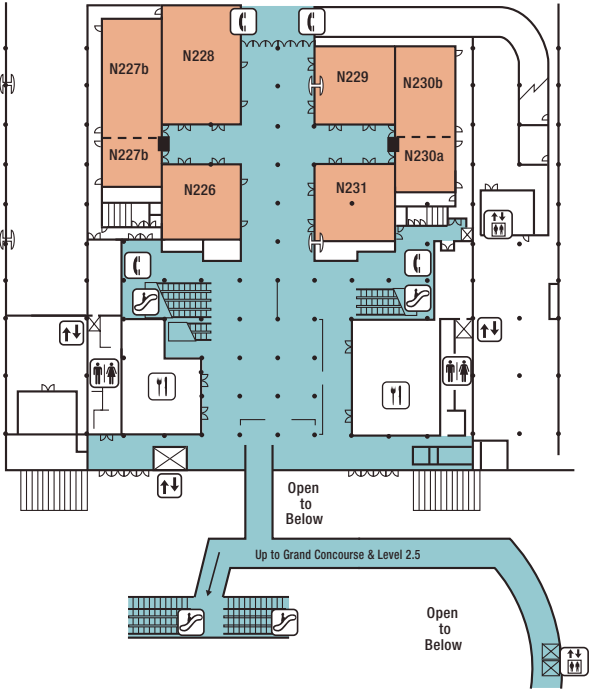 N227b
N228
N229
N230b
N227b
N230a
N226
N231
Open
to
Below
Up to Grand Concourse & Level 2.5
Open
to
Below